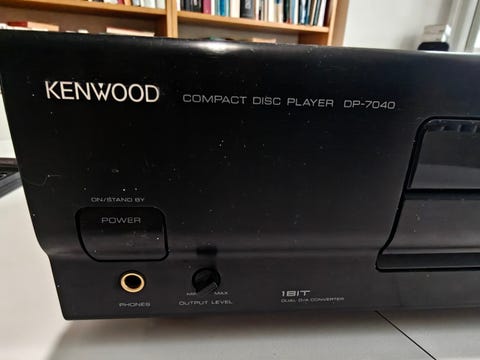 KENWOOD COMPACT DISC PLAYER DP-7040
ON/STAND BY
POWER
PHONES
MIN MAX
OUTPUT LEVEL
1BIT
DUAL D/A CONVERTER